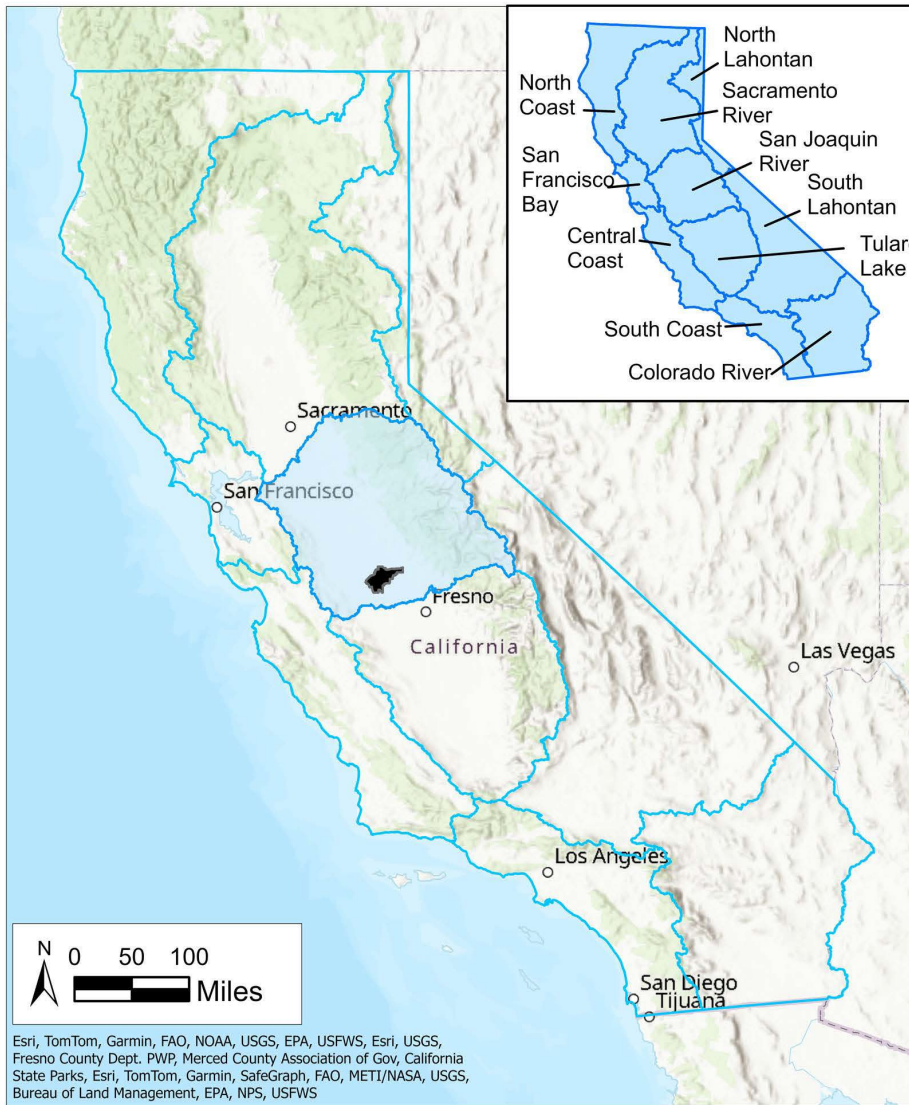 North
Lahontan
North
Coast
Sacramento
River
San Joaquin
River
San
Francisco
Bay
South
Lahontan
Central
Coast
Tular
Lake
South Coast
Colorado River
Sacramento
San Francisco
Fresno
California
Las Vegas
Los Angeles
San Diego
Tijuana
N
0 50 100
Miles
Esri, TomTom, Garmin, FAO, NOAA, USGS, EPA, USFWS, Esri, USGS,
Fresno County Dept. PWP, Merced County Association of Gov, California
State Parks, Esri, TomTom, Garmin, SafeGraph, FAO, METI/NASA, USGS,
Bureau of Land Management, EPA, NPS, USFWS